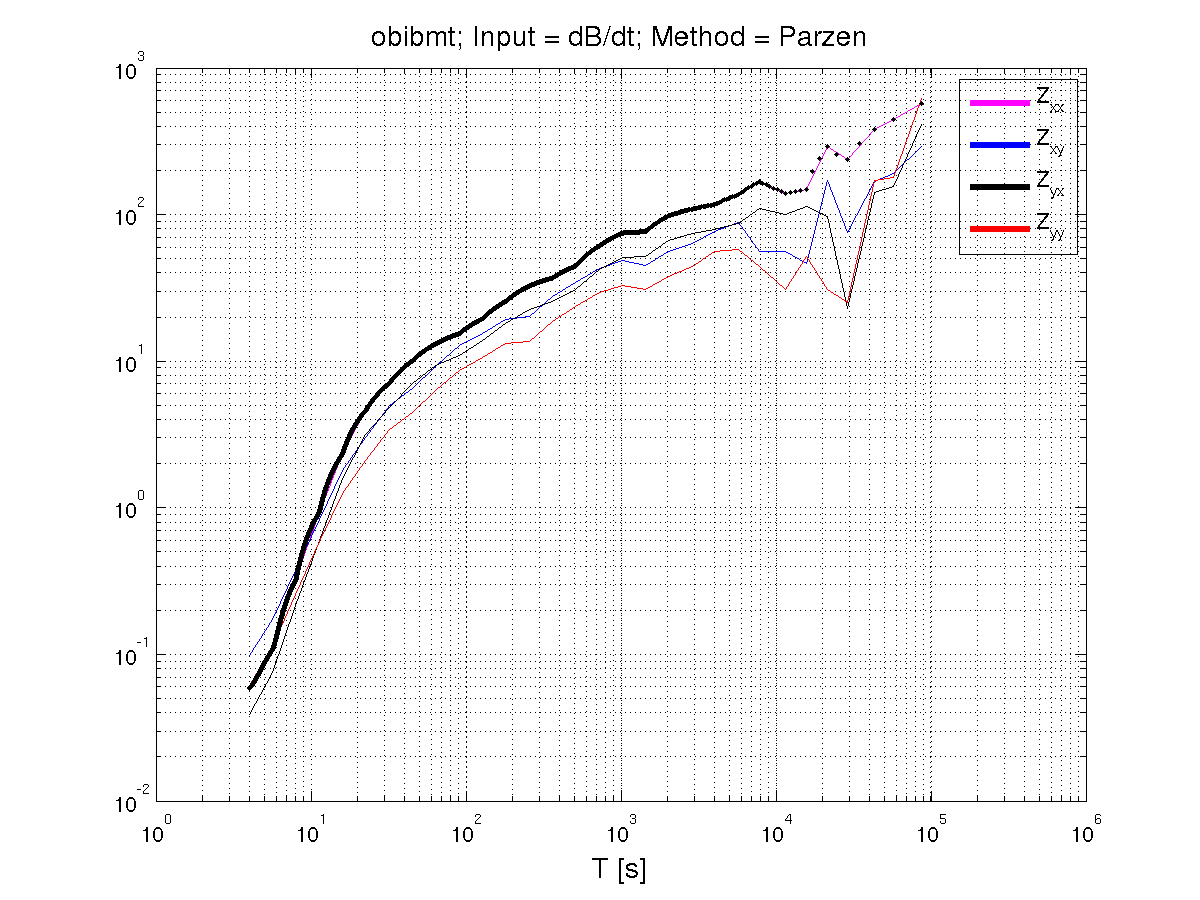 obibmt; Input = dB/dt; Method = Parzen
10^3
10^2
10^1
10^0
10^-1
10^-2
10^0 10^1 10^2 10^3 10^4 10^5 10^6
T [s]
Z_xx
Z_xy
Z_yx
Z_yy